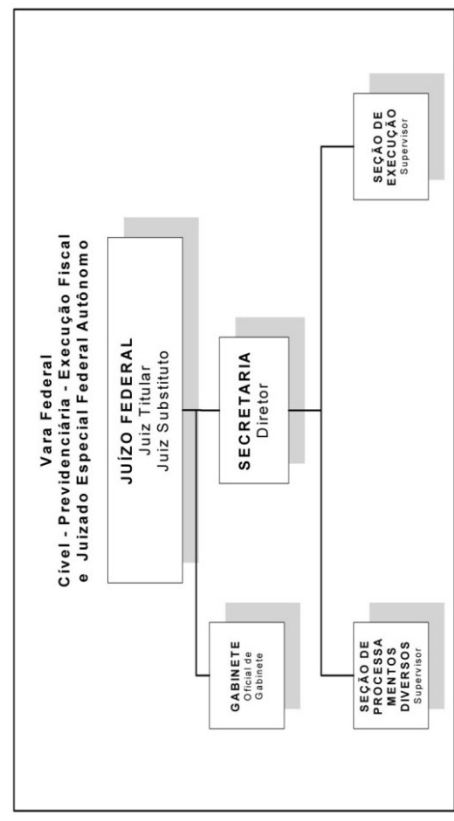 Vara Federal
Cível - Previdenciária - Execução Fiscal
e Juizado Especial Federal Autônomo
JUÍZO FEDERAL
Juiz Titular
Juiz Substituto
GABINETE
Oficial de
Gabinete
SECRETARIA
Diretor
SEÇÃO DE
PROCESSA
MENTOS
DIVERSOS
Supervisor
SEÇÃO DE
EXECUÇÃO
Supervisor